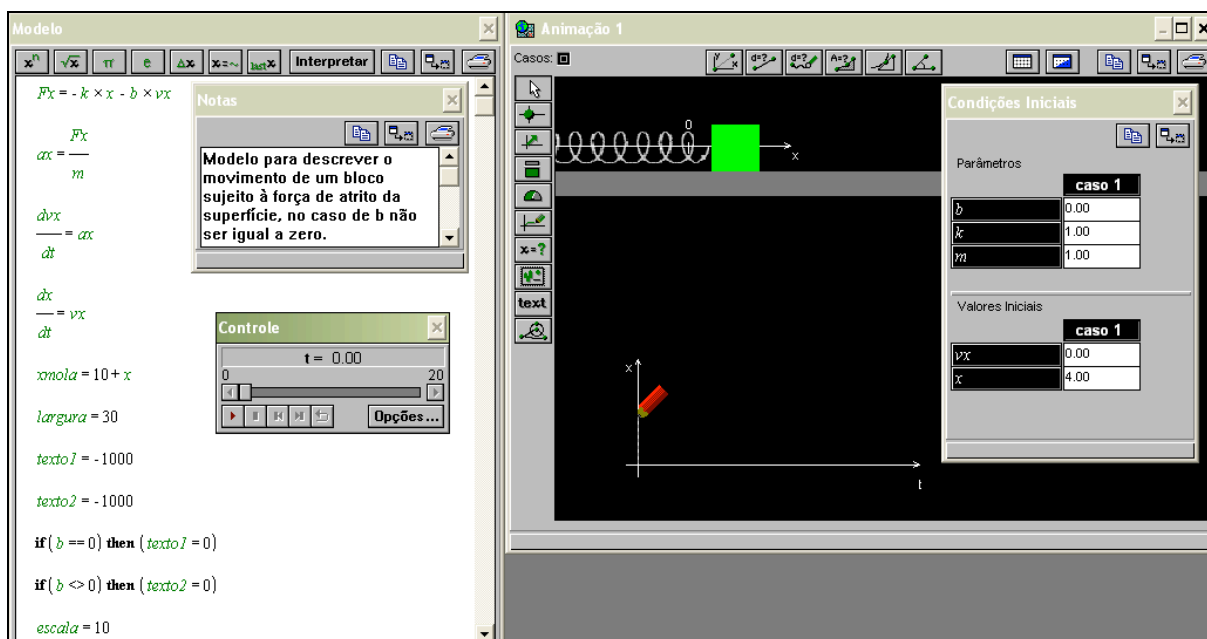 Modelo
xⁿ √x π e Δx x=~ last x Interpretar
Fx = - k × x - b × vx
ax = Fx
m
dvx
dt = ax
dx
dt = vx
xmola = 10 + x
largura = 30
texto1 = -1000
texto2 = -1000
if ( b == 0) then ( texto1 = 0)
if ( b <> 0) then ( texto2 = 0)
escala = 10
Notas
Modelo para descrever o
movimento de um bloco
sujeito à força de atrito da
superfície, no caso de b não
ser igual a zero.
Controle
t = 0.00
0 20
Opções...
Animação 1
Casos:
y x d=? d=? A=?
x=?
text
0
x
x
t
Condições Iniciais
Parâmetros
caso 1
b 0.00
k 1.00
m 1.00
Valores Iniciais
caso 1
vx 0.00
x 4.00